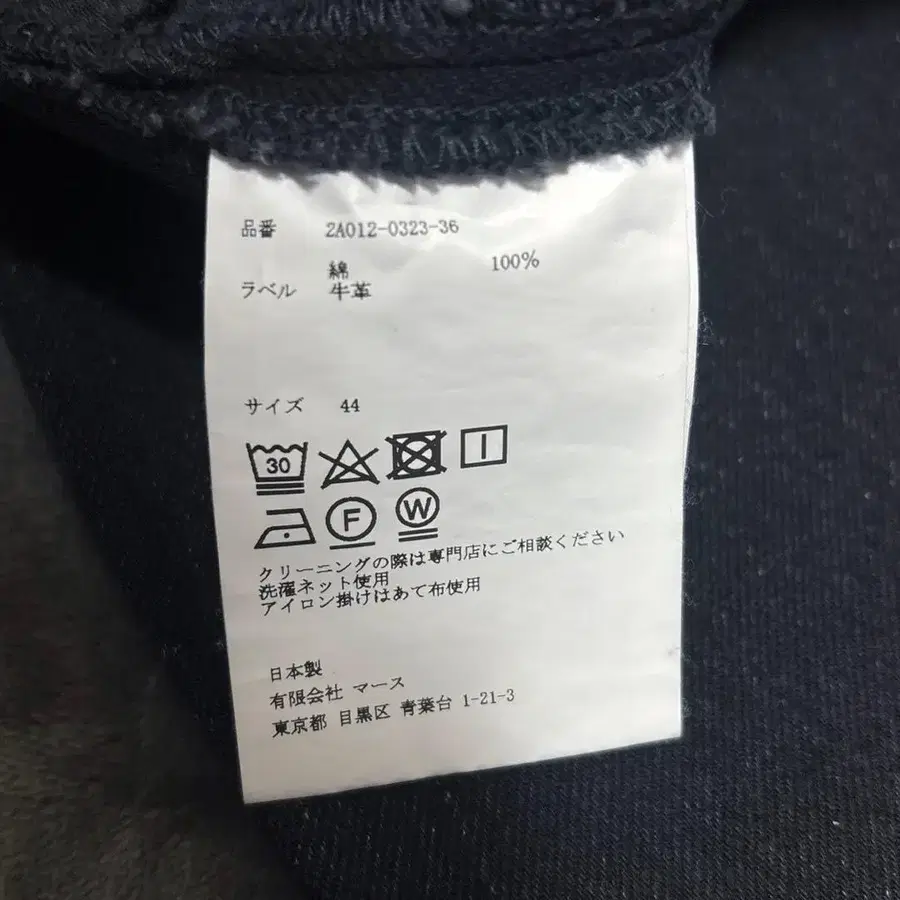 品番 2A012-0323-36
綿 100%
ラベル 牛革
サイズ 44
30
F W
クリーニングの際は専門店にご相談ください
洗濯ネット使用
アイロン掛けはあて布使用
日本製
有限会社 マース
東京都 目黒区 青葉台 1-21-3